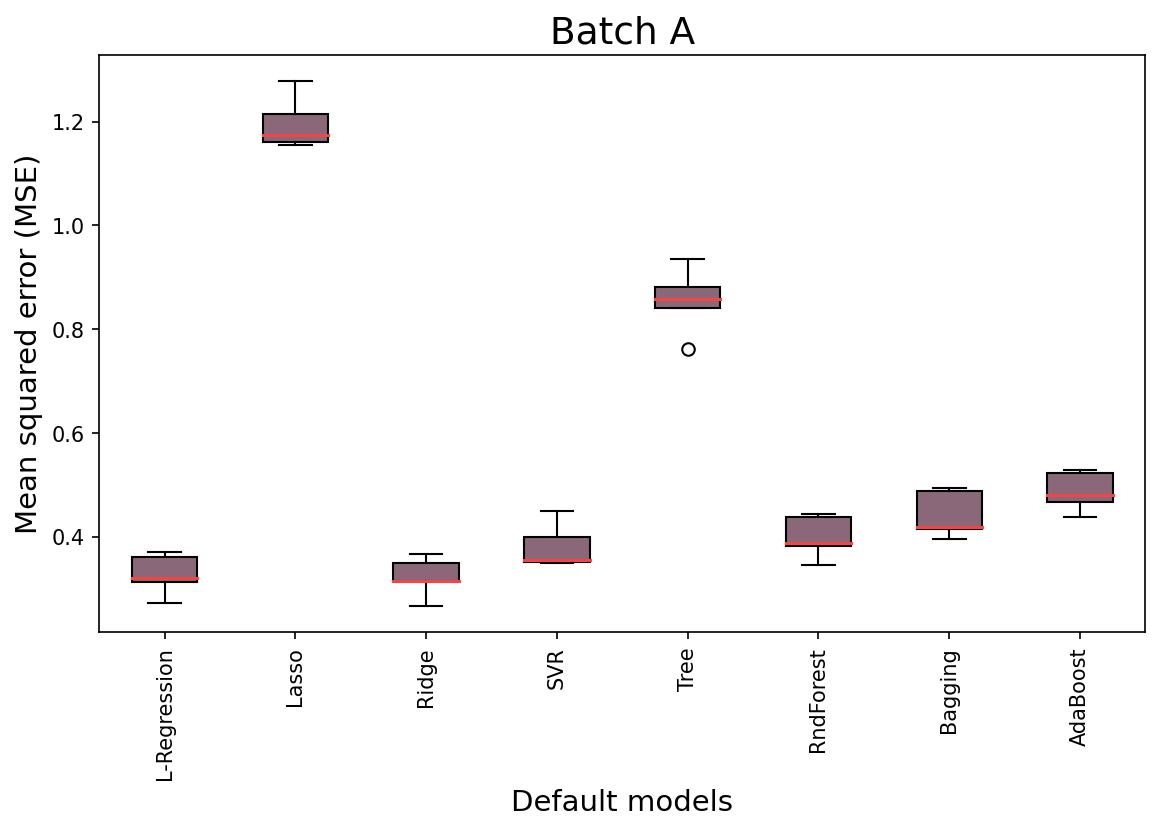 Batch A
Mean squared error (MSE)
1.2
1.0
0.8
0.6
0.4
L-Regression
Lasso
Ridge
SVR
Tree
RndForest
Bagging
AdaBoost
Default models